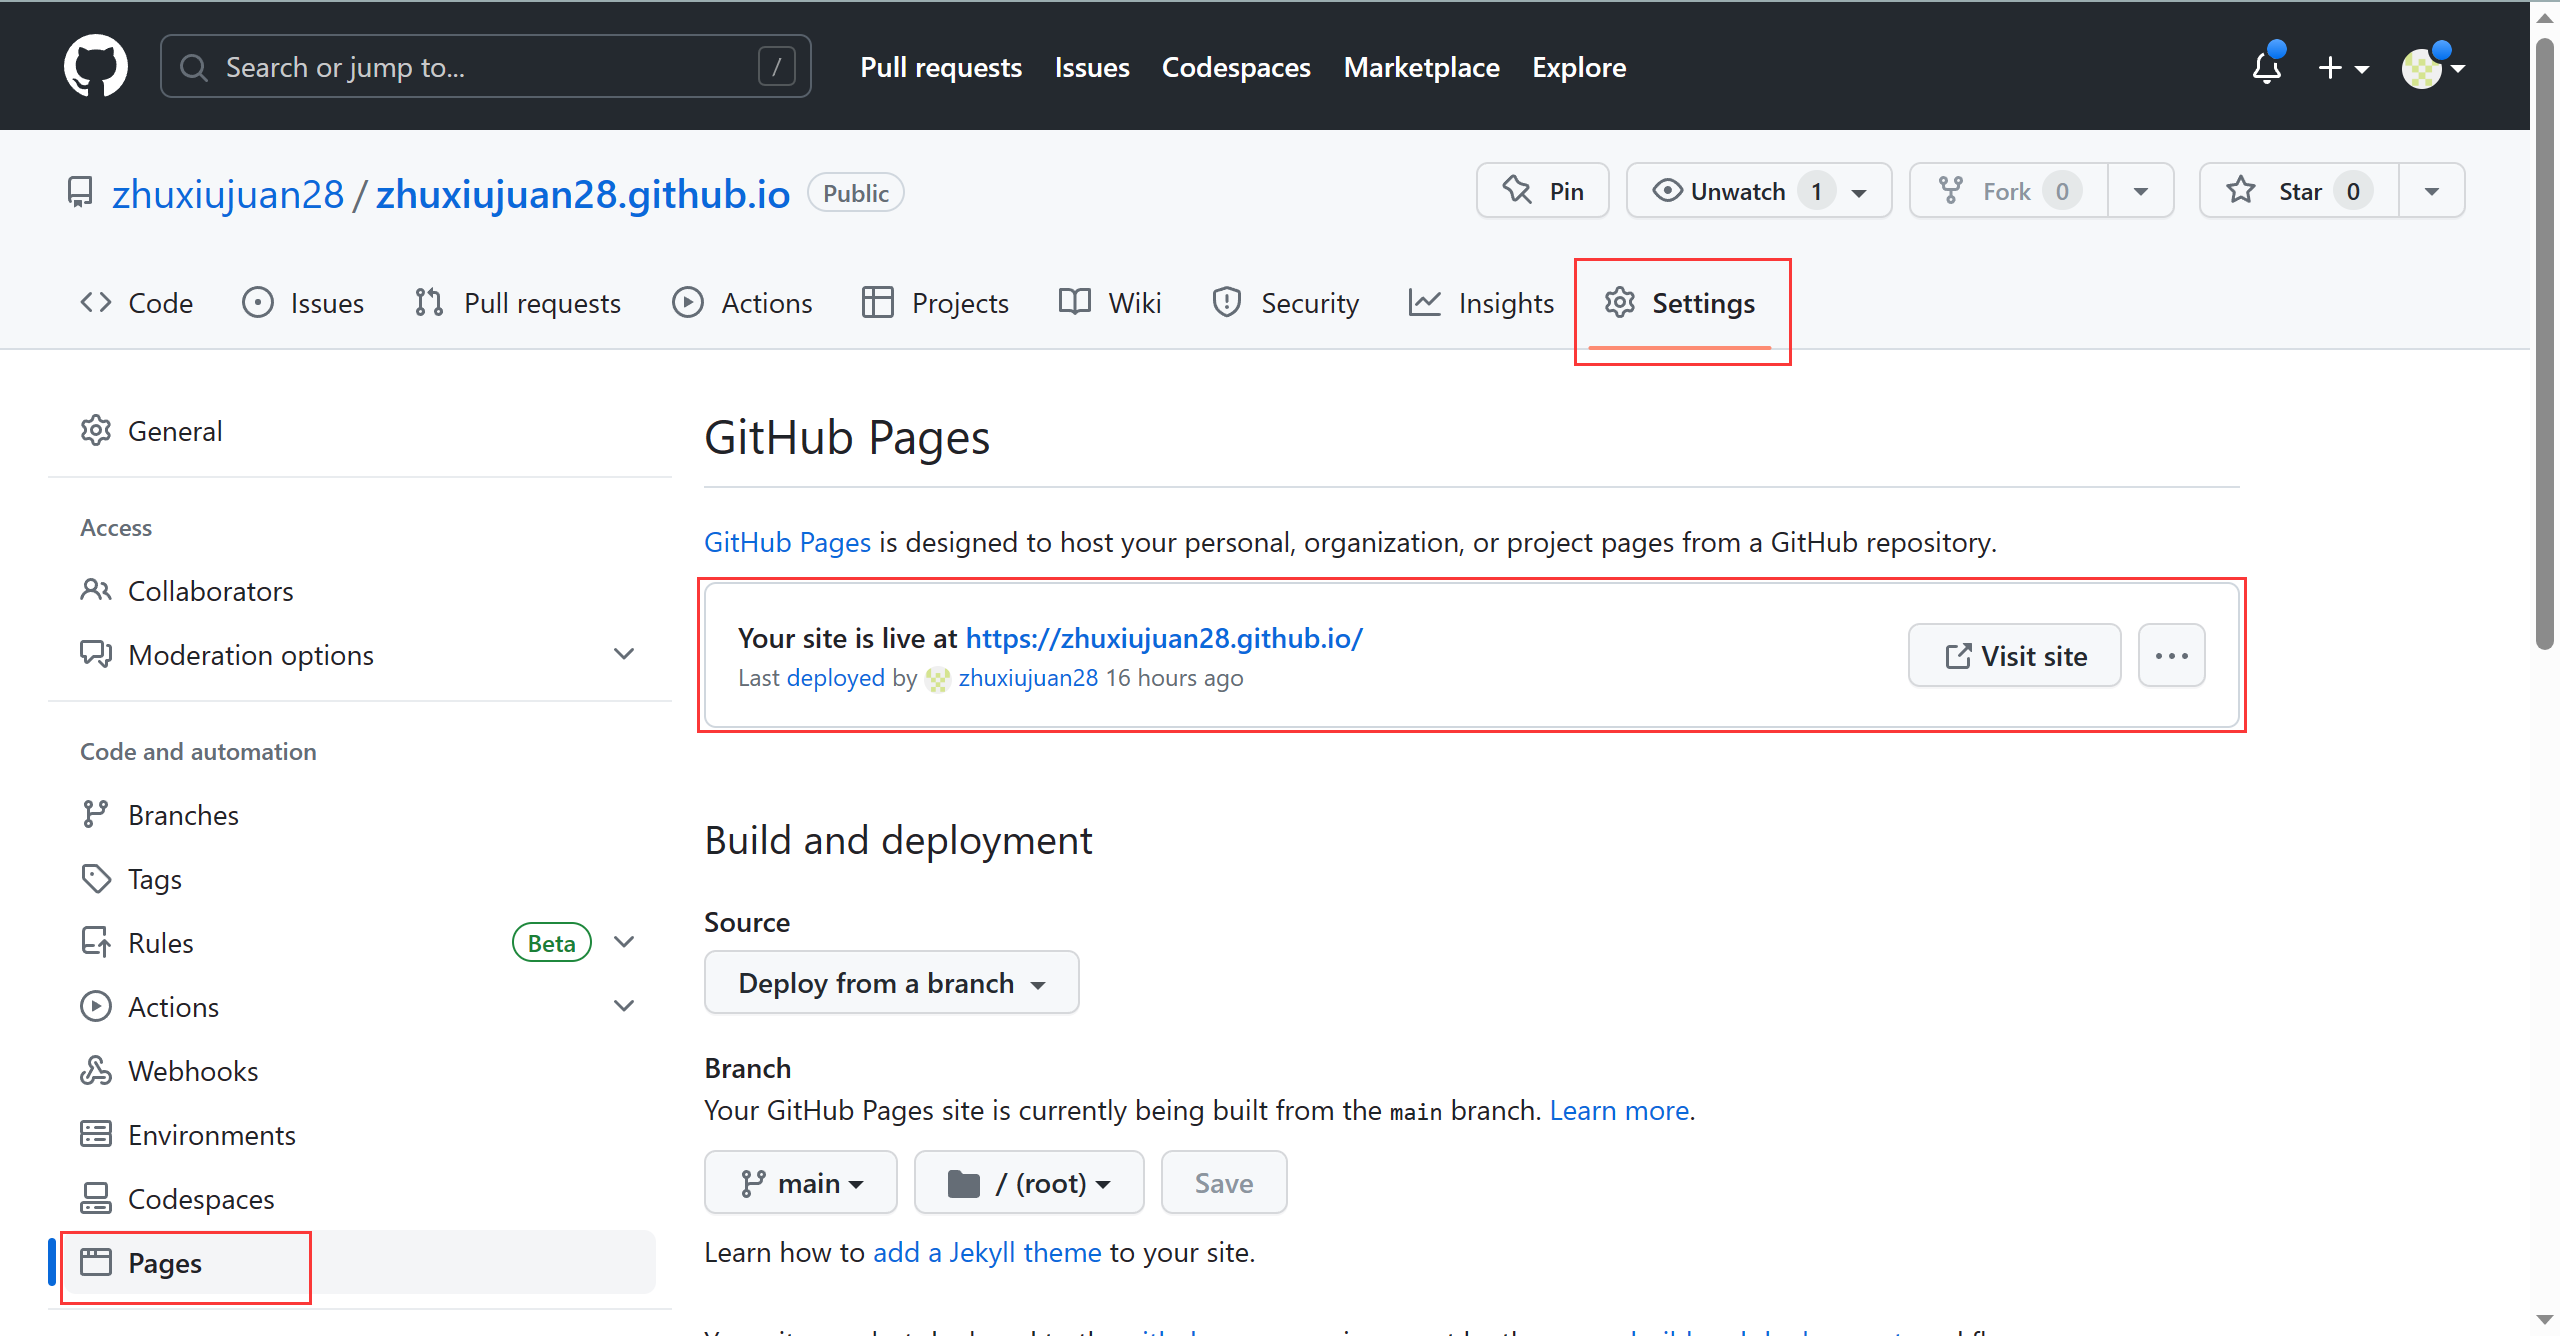 Search or jump to... /
Pull requests Issues Codespaces Marketplace Explore
zhuxiujuan28 / zhuxiujuan28.github.io Public
Pin Unwatch 1 Fork 0 Star 0
Code Issues Pull requests Actions Projects Wiki Security Insights Settings
General
Access
Collaborators
Moderation options
Code and automation
Branches
Tags
Rules Beta
Actions
Webhooks
Environments
Codespaces
Pages
GitHub Pages
GitHub Pages is designed to host your personal, organization, or project pages from a GitHub repository.
Your site is live at https://zhuxiujuan28.github.io/
Last deployed by zhuxiujuan28 16 hours ago
Visit site ...
Build and deployment
Source
Deploy from a branch
Branch
Your GitHub Pages site is currently being built from the main branch. Learn more.
main / (root) Save
Learn how to add a Jekyll theme to your site.